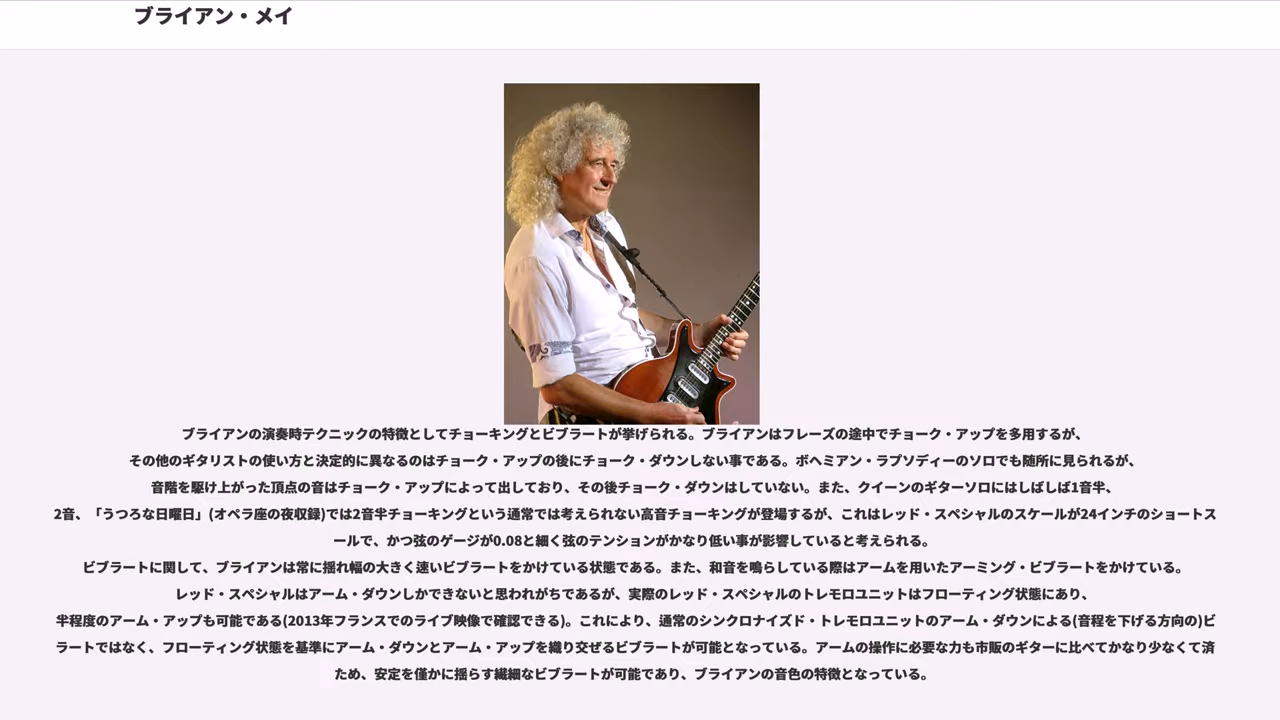 ブライアン・メイ
ブライアンの演奏時テクニックの特徴としてチョーキングとビブラートが挙げられる。ブライアンはフレーズの途中でチョーク・アップを多用するが、
その他のギタリストの使い方と決定的に異なるのはチョーク・アップの後にチョーク・ダウンしない事である。ボヘミアン・ラプソディーのソロでも随所に見られるが、
音階を駆け上がった頂点の音はチョーク・アップによって出しており、その後チョーク・ダウンはしていない。また、クイーンのギターソロにはしばしば1音半、
2音、「うつろな日曜日」(オペラ座の夜収録)では2音半チョーキングという通常では考えられない高音チョーキングが登場するが、これはレッド・スペシャルのスケールが24インチのショートス
ールで、かつ弦のゲージが0.08と細く弦のテンションがかなり低い事が影響していると考えられる。
ビブラートに関して、ブライアンは常に揺れ幅の大きく速いビブラートをかけている状態である。また、和音を鳴らしている際はアームを用いたアーミング・ビブラートをかけている。
レッド・スペシャルはアーム・ダウンしかできないと思われがちであるが、実際のレッド・スペシャルのトレモロユニットはフローティング状態にあり、
半程度のアーム・アップも可能である(2013年フランスでのライブ映像で確認できる)。これにより、通常のシンクロナイズド・トレモロユニットのアーム・ダウンによる(音程を下げる方向の)ビ
ラートではなく、フローティング状態を基準にアーム・ダウンとアーム・アップを織り交ぜるビブラートが可能となっている。アームの操作に必要な力も市販のギターに比べてかなり少なくて済
ため、安定を僅かに揺らす繊細なビブラートが可能であり、ブライアンの音色の特徴となっている。